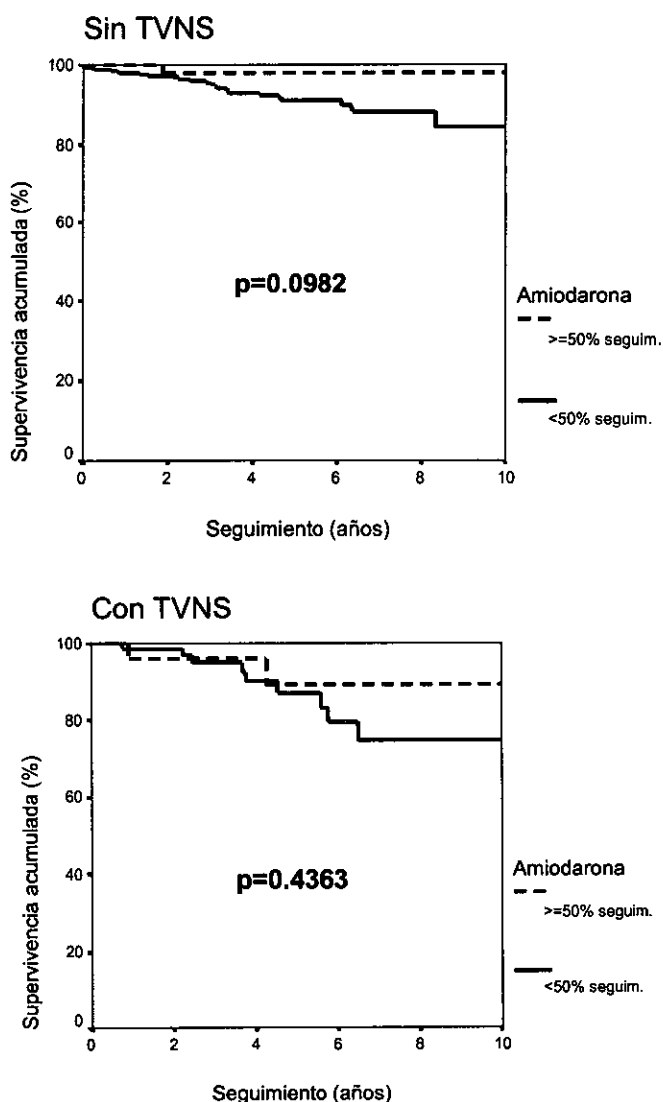 Sin TVNS
100
80
60
40
20
0
Supervivencia acumulada (%)
p=0.0982
0 2 4 6 8 10
Seguimiento (años)
Amiodarona
>=50% seguim.
<50% seguim.
Con TVNS
100
80
60
40
20
0
Supervivencia acumulada (%)
p=0.4363
0 2 4 6 8 10
Seguimiento (años)
Amiodarona
>=50% seguim.
<50% seguim.